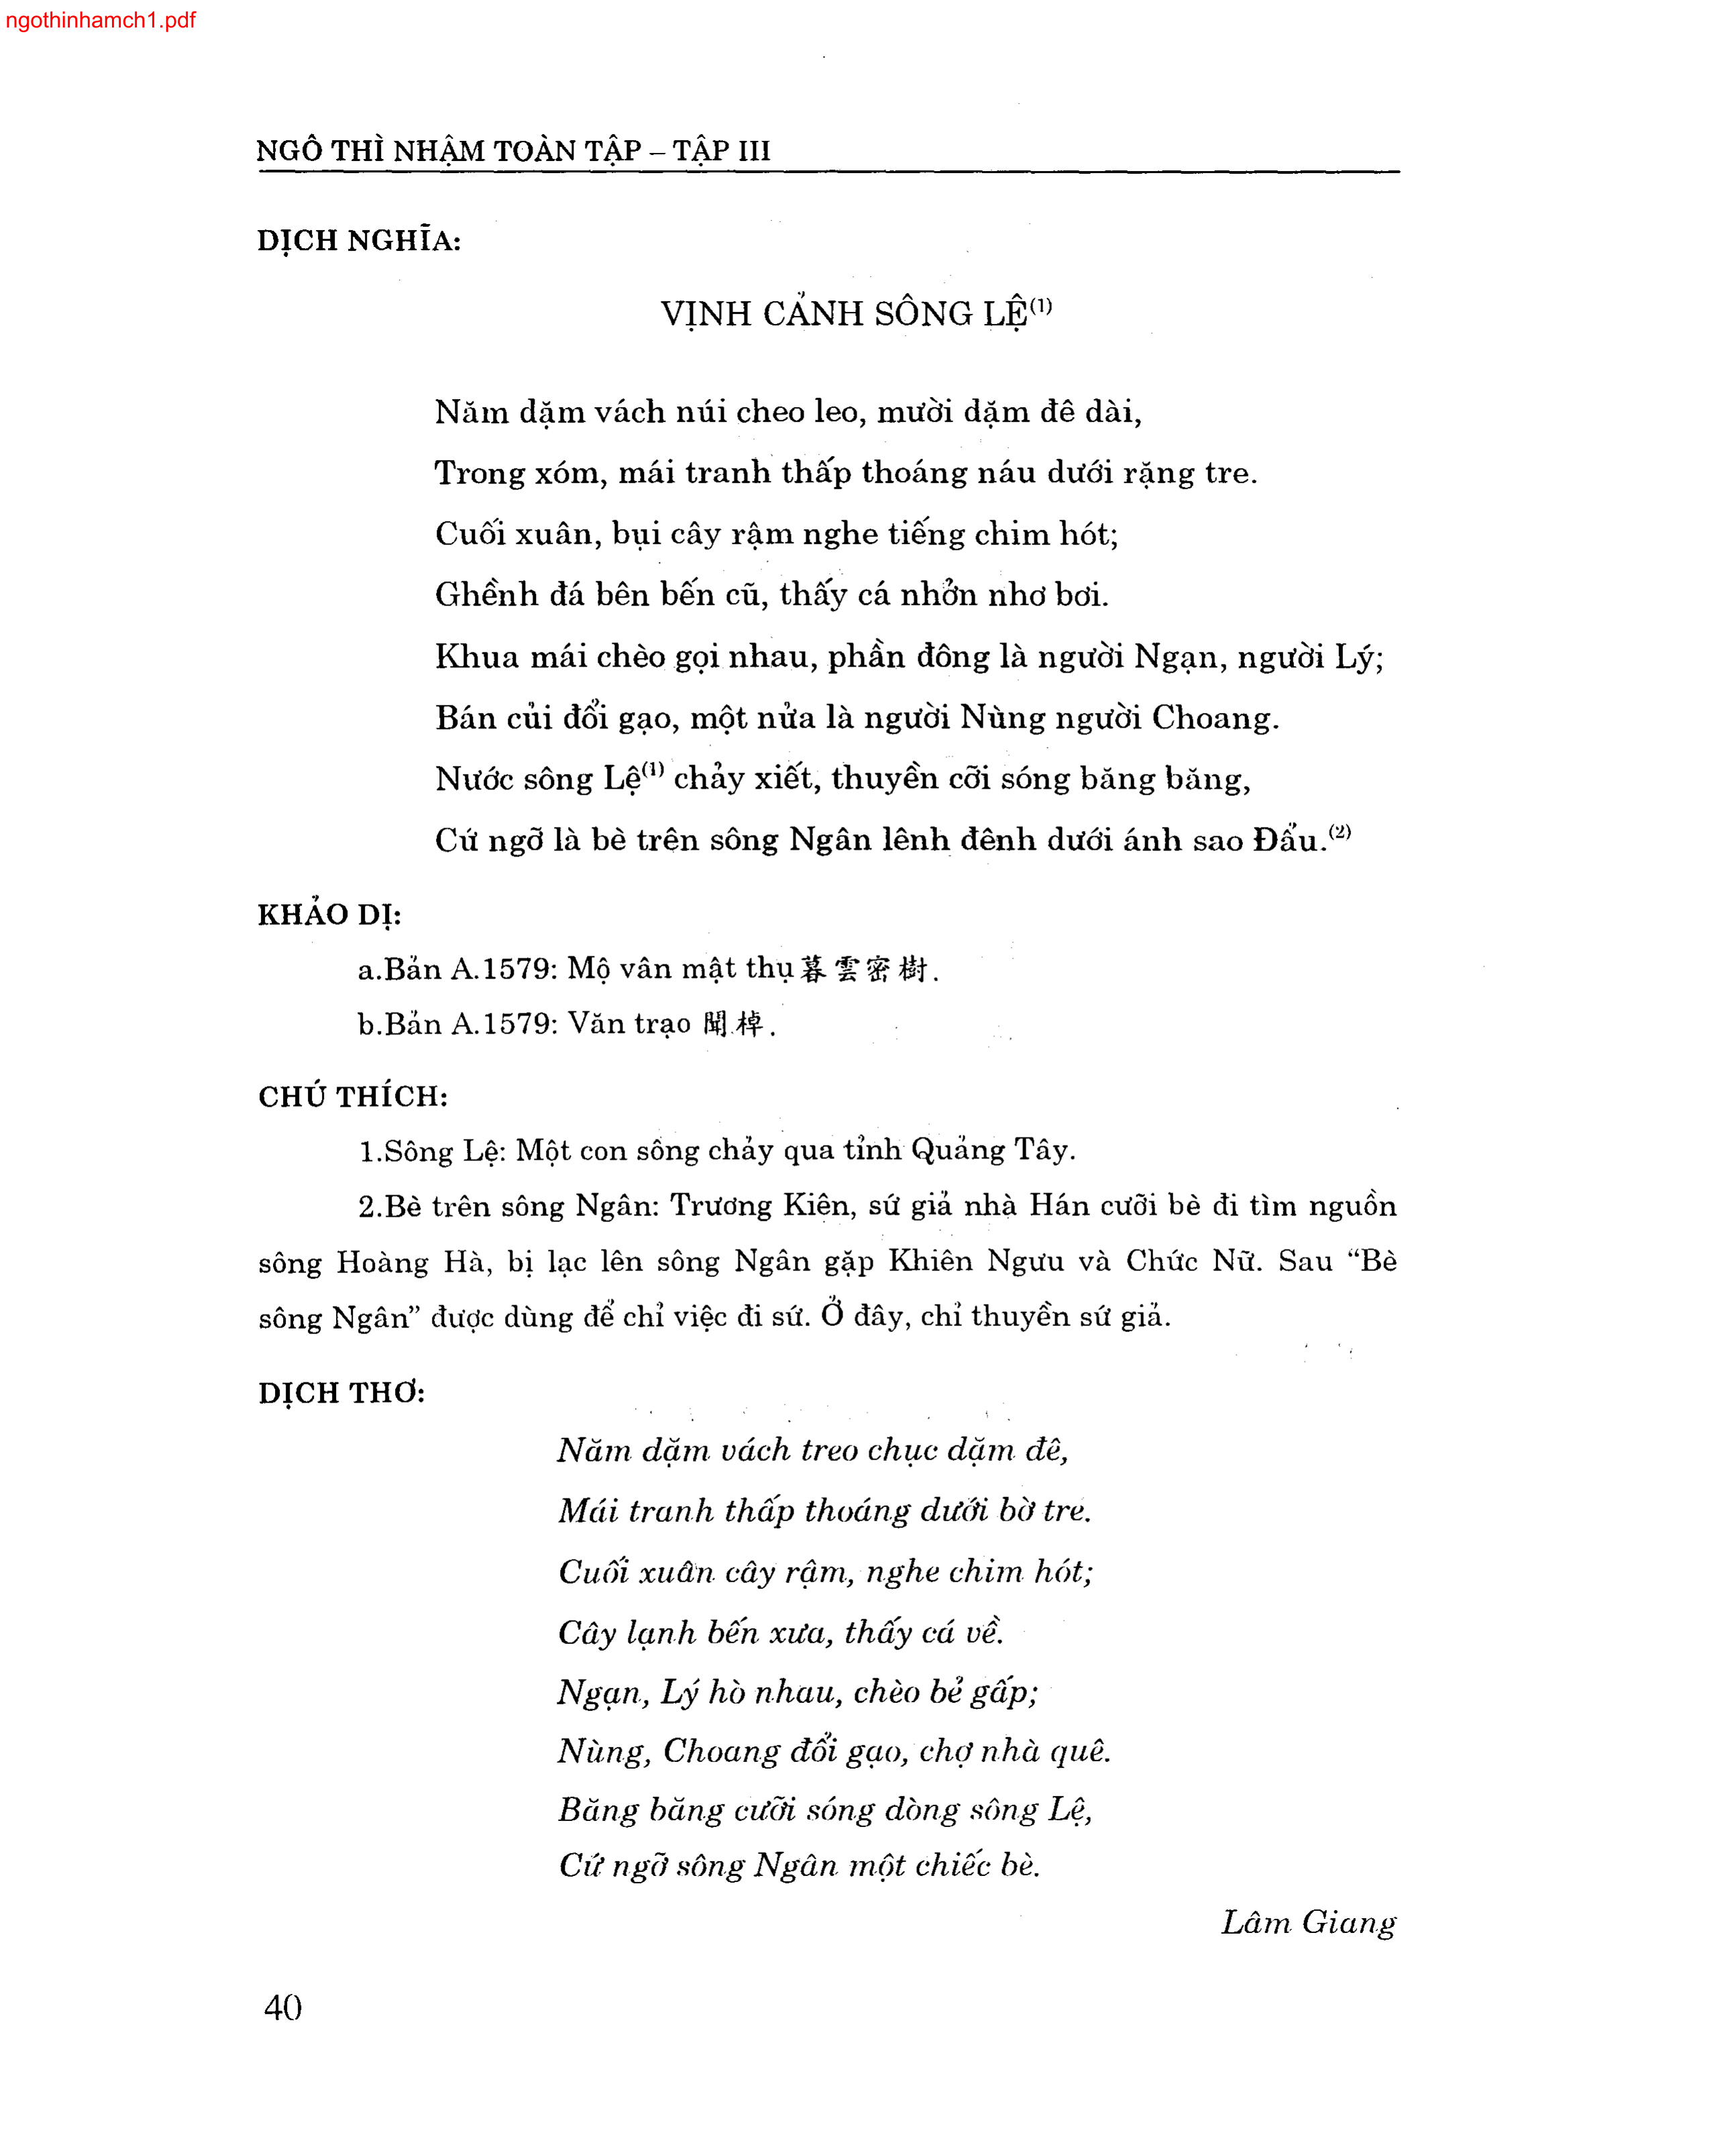 ngothinhamch1.pdf
NGÔ THÌ NHẬM TOÀN TẬP – TẬP III
DỊCH NGHĨA:
VỊNH CẢNH SÔNG LỆ(1)
Năm dặm vách núi cheo leo, mười dặm đê dài,
Trong xóm, mái tranh thấp thoáng náu dưới rặng tre.
Cuối xuân, bụi cây rậm nghe tiếng chim hót;
Ghềnh đá bên bến cũ, thấy cá nhởn nhơ bơi.
Khua mái chèo gọi nhau, phần đông là người Ngạn, người Lý;
Bán củi đổi gạo, một nửa là người Nùng người Choang.
Nước sông Lệ(1) chảy xiết, thuyền cỡi sóng băng băng,
Cứ ngỡ là bè trên sông Ngân lênh đênh dưới ánh sao Đẩu.(2)
KHẢO DỊ:
a.Bản A.1579: Mộ vân mật thụ 暮雲密樹.
b.Bản A.1579: Văn trạo 聞棹.
CHÚ THÍCH:
1.Sông Lệ: Một con sông chảy qua tỉnh Quảng Tây.
2.Bè trên sông Ngân: Trương Kiên, sứ giả nhà Hán cưỡi bè đi tìm nguồn
sông Hoàng Hà, bị lạc lên sông Ngân gặp Khiên Ngưu và Chức Nữ. Sau “Bè
sông Ngân” được dùng để chỉ việc đi sứ. Ở đây, chỉ thuyền sứ giả.
DỊCH THƠ:
Năm dặm vách treo chục dặm đê,
Mái tranh thấp thoáng dưới bờ tre.
Cuối xuân cây rậm, nghe chim hót;
Cây lạnh bến xưa, thấy cá về.
Ngạn, Lý hò nhau, chèo bẻ gấp;
Nùng, Choang đổi gạo, chợ nhà quê.
Băng băng cưỡi sóng dòng sông Lệ,
Cứ ngỡ sông Ngân một chiếc bè.
Lâm Giang
40